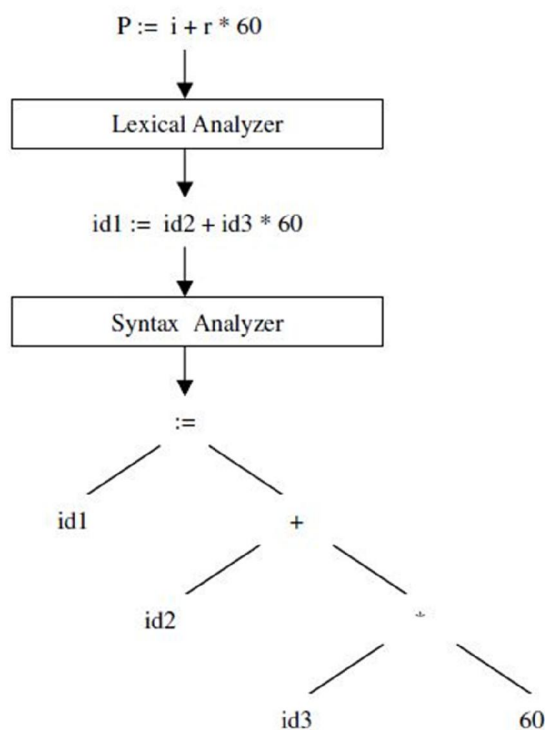 P := i + r * 60
Lexical Analyzer
id1 := id2 + id3 * 60
Syntax Analyzer
:=
id1
+
id2
*
id3
60